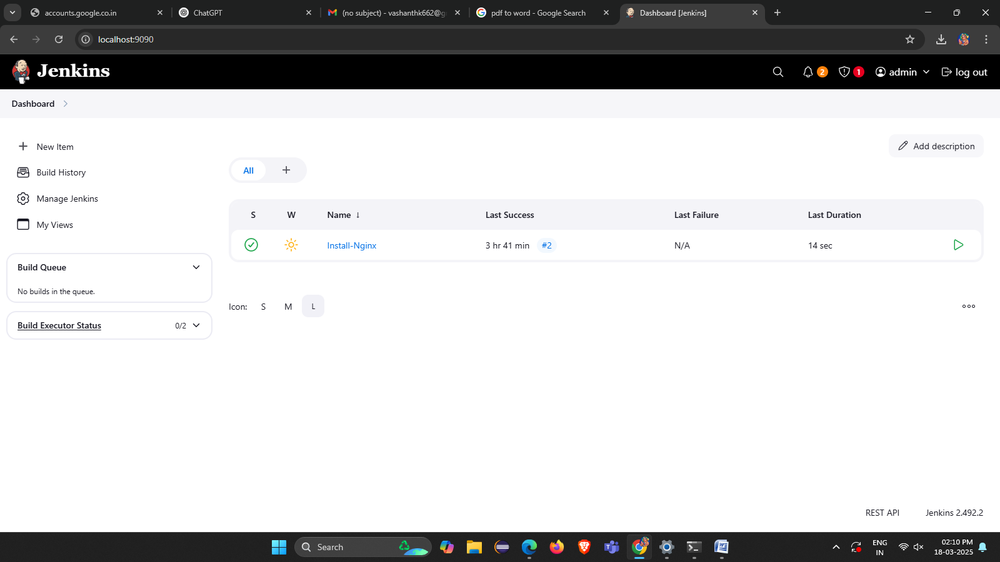 accounts.google.co.in
ChatGPT
(no subject) - vashanthk662@g
pdf to word - Google Search
Dashboard [Jenkins]
localhost:9090
Jenkins
2
1
admin
log out
Dashboard
New Item
Build History
Manage Jenkins
My Views
Add description
All
S W Name ↓ Last Success Last Failure Last Duration
Install-Nginx 3 hr 41 min #2 N/A 14 sec
Build Queue
No builds in the queue.
Build Executor Status 0/2
Icon: S M L
REST API Jenkins 2.492.2
Search
ENG
IN
02:10 PM
18-03-2025